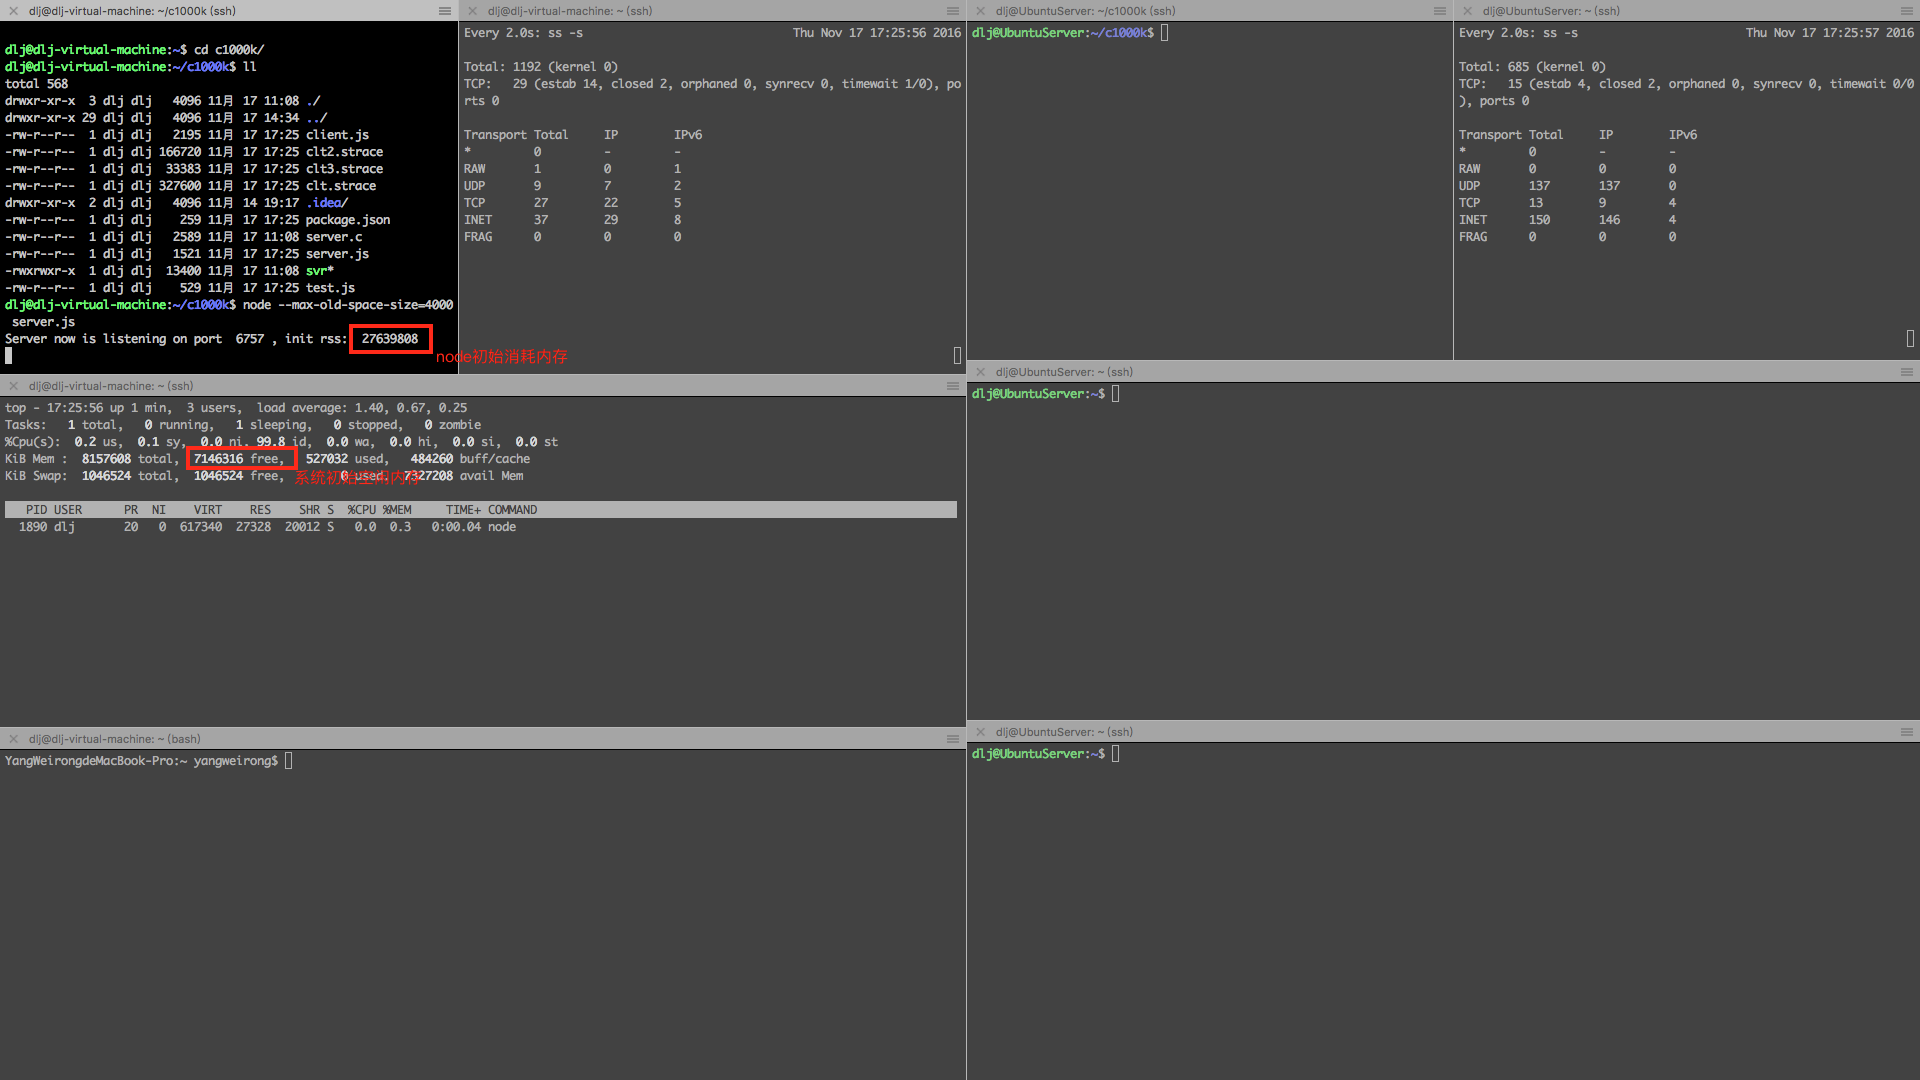 dlj@dlj-virtual-machine: ~/c1000k (ssh)
dlj@dlj-virtual-machine:~$ cd c1000k/
dlj@dlj-virtual-machine:~/c1000k$ ll
total 568
drwxr-xr-x  3 dlj dlj   4096 11月 17 11:08 ./
drwxr-xr-x 29 dlj dlj   4096 11月 17 14:34 ../
-rw-r--r--  1 dlj dlj   2195 11月 17 17:25 client.js
-rw-r--r--  1 dlj dlj 166720 11月 17 17:25 clt2.strace
-rw-r--r--  1 dlj dlj  33383 11月 17 17:25 clt3.strace
-rw-r--r--  1 dlj dlj 327600 11月 17 17:25 clt.strace
drwxr-xr-x  2 dlj dlj   4096 11月 14 19:17 .idea/
-rw-r--r--  1 dlj dlj    259 11月 17 17:25 package.json
-rw-r--r--  1 dlj dlj   2589 11月 17 11:08 server.c
-rw-r--r--  1 dlj dlj   1521 11月 17 17:25 server.js
-rwxrwxr-x  1 dlj dlj  13400 11月 17 11:08 svr*
-rw-r--r--  1 dlj dlj    529 11月 17 17:25 test.js
dlj@dlj-virtual-machine:~/c1000k$ node --max-old-space-size=4000
 server.js
Server now is listening on port  6757 , init rss:  27639808
node初始消耗内存
dlj@dlj-virtual-machine: ~ (ssh)
Every 2.0s: ss -s    Thu Nov 17 17:25:56 2016
Total: 1192 (kernel 0)
TCP:   29 (estab 14, closed 2, orphaned 0, synrecv 0, timewait 1/0), po
rts 0
Transport Total     IP        IPv6
*         0         -         -
RAW       1         0         1
UDP       9         7         2
TCP       27        22        5
INET      37        29        8
FRAG      0         0         0
dlj@UbuntuServer: ~/c1000k (ssh)
dlj@UbuntuServer:~/c1000k$
dlj@UbuntuServer: ~ (ssh)
Every 2.0s: ss -s    Thu Nov 17 17:25:57 2016
Total: 685 (kernel 0)
TCP:   15 (estab 4, closed 2, orphaned 0, synrecv 0, timewait 0/0
), ports 0
Transport Total     IP        IPv6
*         0         -         -
RAW       0         0         0
UDP       137       137       0
TCP       13        9         4
INET      150       146       4
FRAG      0         0         0
dlj@dlj-virtual-machine: ~ (ssh)
top - 17:25:56 up 1 min,  3 users,  load average: 1.40, 0.67, 0.25
Tasks:   1 total,   0 running,   1 sleeping,   0 stopped,   0 zombie
%Cpu(s):  0.2 us,  0.1 sy,  0.0 ni, 99.8 id,  0.0 wa,  0.0 hi,  0.0 si,  0.0 st
KiB Mem :  8157608 total,  7146316 free,   527032 used,   484260 buff/cache
KiB Swap:  1046524 total,  1046524 free,        0 used.  7327208 avail Mem
系统初始空闲内存
PID USER      PR  NI    VIRT    RES    SHR S  %CPU %MEM     TIME+ COMMAND
1890 dlj       20   0  617340  27328  20012 S   0.0  0.3   0:00.04 node
dlj@UbuntuServer: ~ (ssh)
dlj@UbuntuServer:~$
dlj@dlj-virtual-machine: ~ (bash)
YangWeirongdeMacBook-Pro:~ yangweirong$
dlj@UbuntuServer: ~ (ssh)
dlj@UbuntuServer:~$